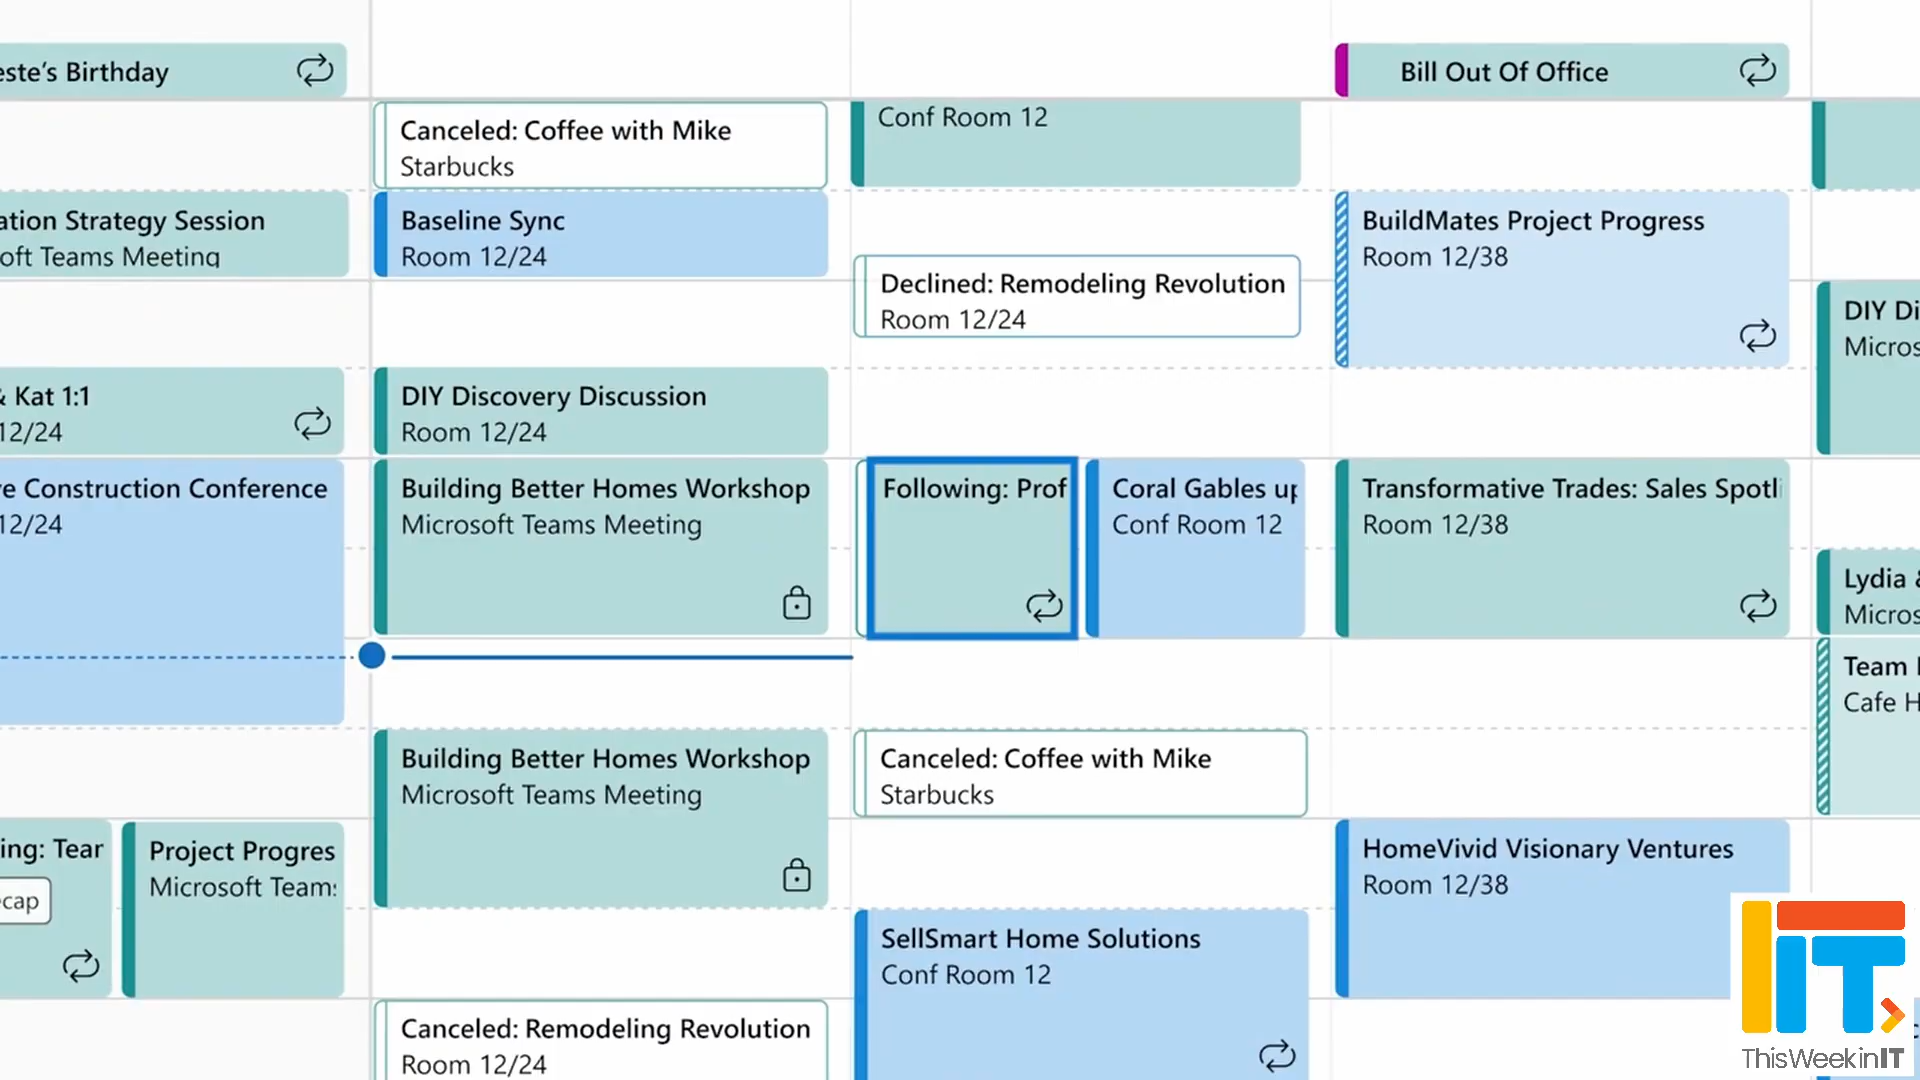 este's Birthday
ation Strategy Session
oft Teams Meeting
& Kat 1:1
12/24
e Construction Conference
12/24
ing: Tear
cap
Project Progres
Microsoft Team
Canceled: Coffee with Mike
Starbucks
Baseline Sync
Room 12/24
DIY Discovery Discussion
Room 12/24
Building Better Homes Workshop
Microsoft Teams Meeting
Building Better Homes Workshop
Microsoft Teams Meeting
Canceled: Remodeling Revolution
Room 12/24
Conf Room 12
Declined: Remodeling Revolution
Room 12/24
Following: Prof
Coral Gables up
Conf Room 12
Canceled: Coffee with Mike
Starbucks
SellSmart Home Solutions
Conf Room 12
Bill Out Of Office
BuildMates Project Progress
Room 12/38
Transformative Trades: Sales Spotli
Room 12/38
HomeVivid Visionary Ventures
Room 12/38
DIY Di
Micros
Lydia &
Micros
Team
Cafe H
IT
ThisWeekinIT